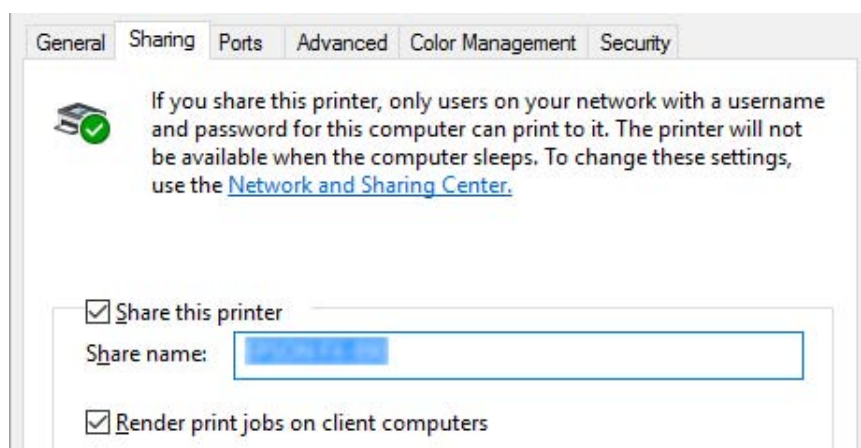 General Sharing Ports Advanced Color Management Security
If you share this printer, only users on your network with a username
and password for this computer can print to it. The printer will not
be available when the computer sleeps. To change these settings,
use the Network and Sharing Center.
Share this printer
Share name:
Render print jobs on client computers